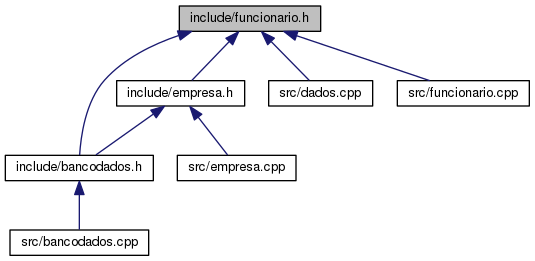 include/funcionario.h
include/empresa.h
src/dados.cpp
src/funcionario.cpp
include/bancodados.h
src/empresa.cpp
src/bancodados.cpp